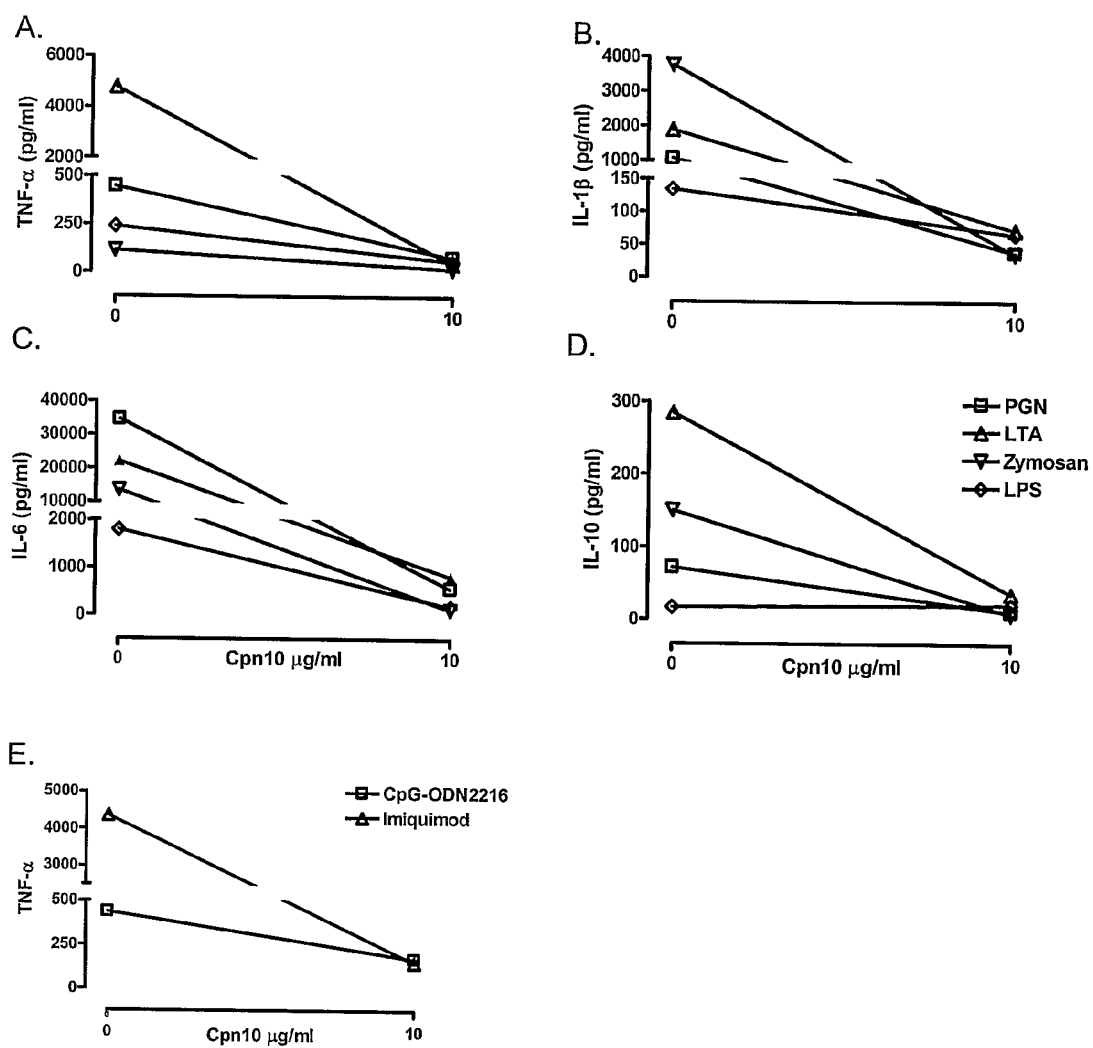 A.
TNF-α (pg/ml)
6000
4000
2000
500
250
0
0
10
B.
IL-1β (pg/ml)
4000
3000
2000
1000
150
100
50
0
0
10
C.
IL-6 (pg/ml)
40000
30000
20000
10000
2000
1000
0
0
10
Cpn10 μg/ml
D.
IL-10 (pg/ml)
300
200
100
0
0
10
Cpn10 μg/ml
PGN
LTA
Zymosan
LPS
E.
TNF-α
5000
4000
3000
500
250
0
0
10
Cpn10 μg/ml
CpG-ODN2216
Imiquimod